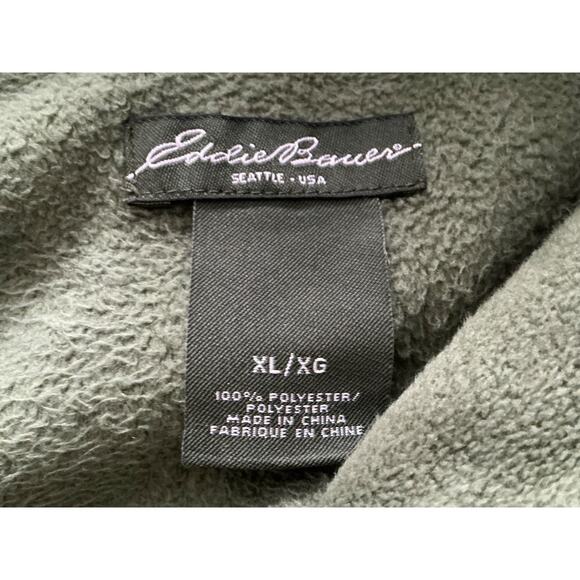 Eddie Bauer®
SEATTLE • USA
XL/XG
100% POLYESTER/
POLYESTER
MADE IN CHINA
FABRIQUE EN CHINE